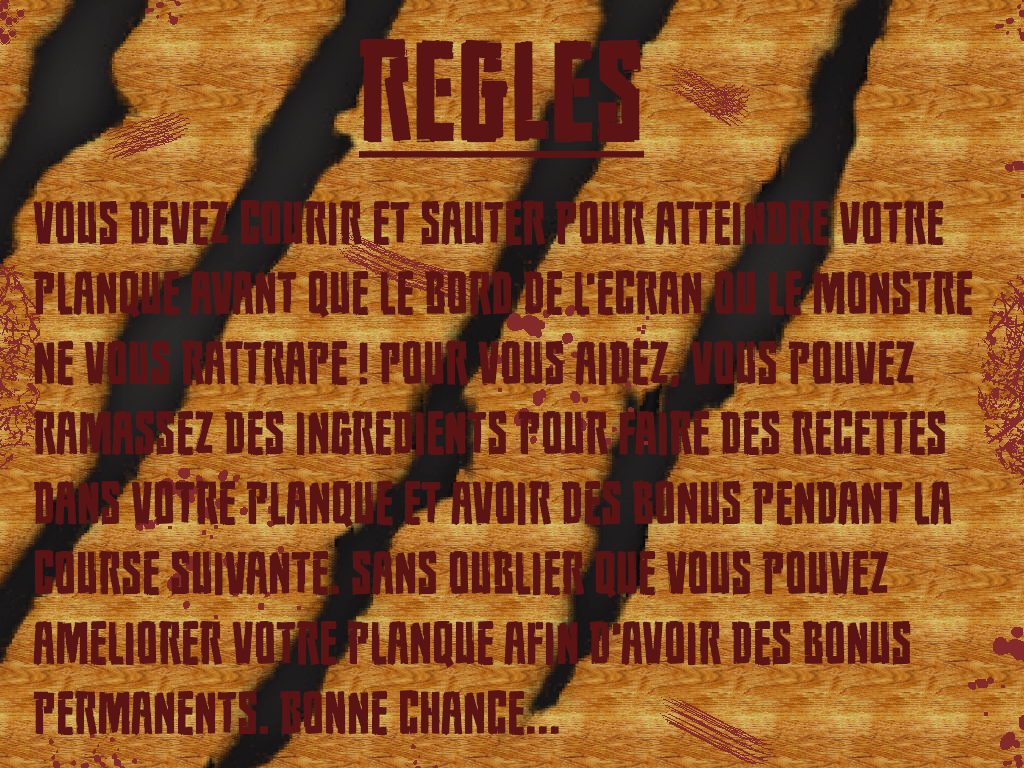 REGLES
VOUS DEVEZ COURIR ET SAUTER POUR ATTEINDRE VOTRE
PLANQUE AVANT QUE LE BORD DE L'ECRAN OU LE MONSTRE
NE VOUS RATTRAPE ! POUR VOUS AIDEZ, VOUS POUVEZ
RAMASSEZ DES INGREDIENTS POUR FAIRE DES RECETTES
DANS VOTRE PLANQUE ET AVOIR DES BONUS PENDANT LA
COURSE SUIVANTE. SANS OUBLIER QUE VOUS POUVEZ
AMELIORER VOTRE PLANQUE AFIN D'AVOIR DES BONUS
PERMANENTS. BONNE CHANCE...